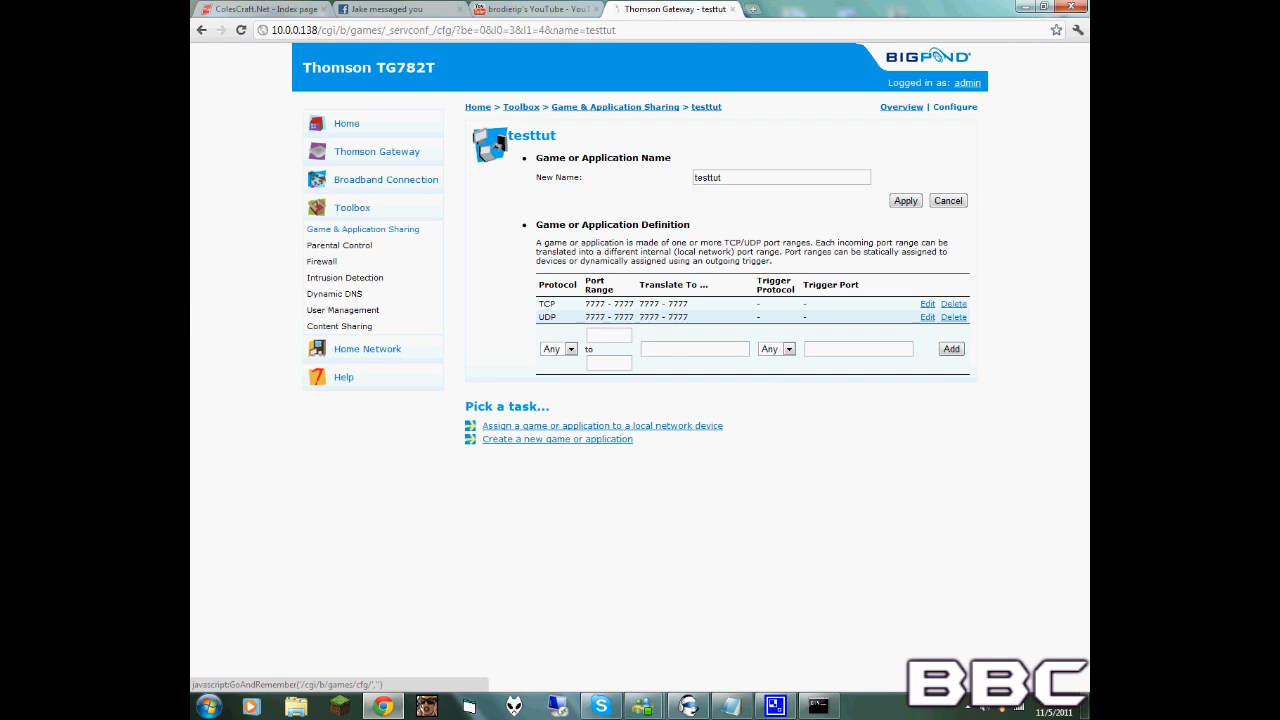 ColesCraft.Net - Index page
Jake messaged you
brodierip's YouTube - You
Thomson Gateway - testtut
10.0.0.138/cgi/b/games/_servconf_/cfg/?be=0&l0=3&l1=4&name=testtut
Thomson TG782T
BIGPOND
Logged in as: admin
Home > Toolbox > Game & Application Sharing > testtut
Overview | Configure
Home
Thomson Gateway
Broadband Connection
Toolbox
Game & Application Sharing
Parental Control
Firewall
Intrusion Detection
Dynamic DNS
User Management
Content Sharing
Home Network
Help
testtut
Game or Application Name
New Name: testtut
Apply Cancel
Game or Application Definition
A game or application is made of one or more TCP/UDP port ranges. Each incoming port range can be
translated into a different internal (local network) port range. Port ranges can be statically assigned to
devices or dynamically assigned using an outgoing trigger.
Protocol Port Range Translate To ... Trigger Protocol Trigger Port
TCP 7777 - 7777 7777 - 7777 - - Edit Delete
UDP 7777 - 7777 7777 - 7777 - - Edit Delete
Any to Any Add
Pick a task...
Assign a game or application to a local network device
Create a new game or application
javascript:GoAndRemember('/cgi/b/games/cfg/','')
BBC
11/5/2011